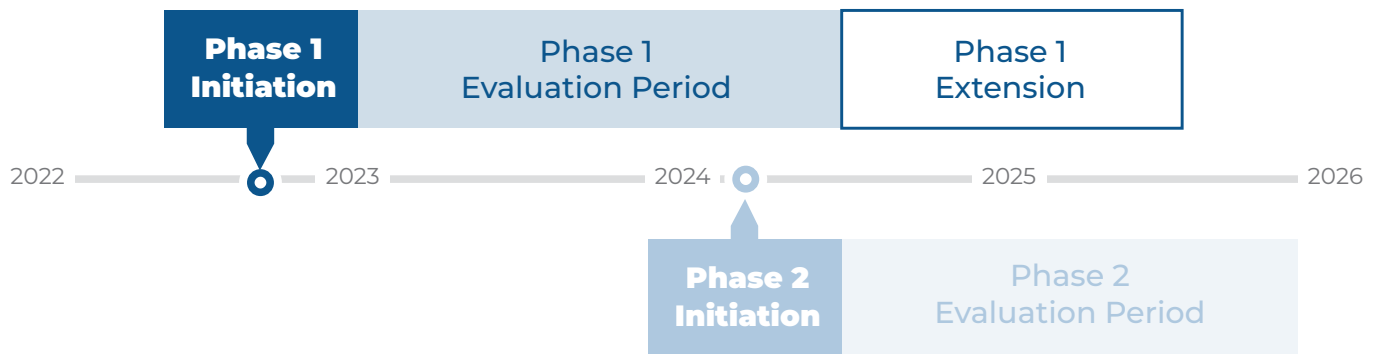 Phase 1
Initiation
Phase 1
Evaluation Period
Phase 1
Extension
2022
2023
2024
2025
2026
Phase 2
Initiation
Phase 2
Evaluation Period